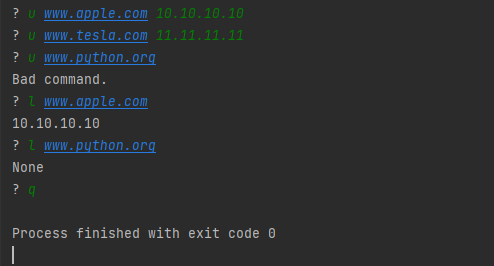 ? u www.apple.com 10.10.10.10
? u www.tesla.com 11.11.11.11
? u www.python.org
Bad command.
? l www.apple.com
10.10.10.10
? l www.python.org
None
? q
Process finished with exit code 0